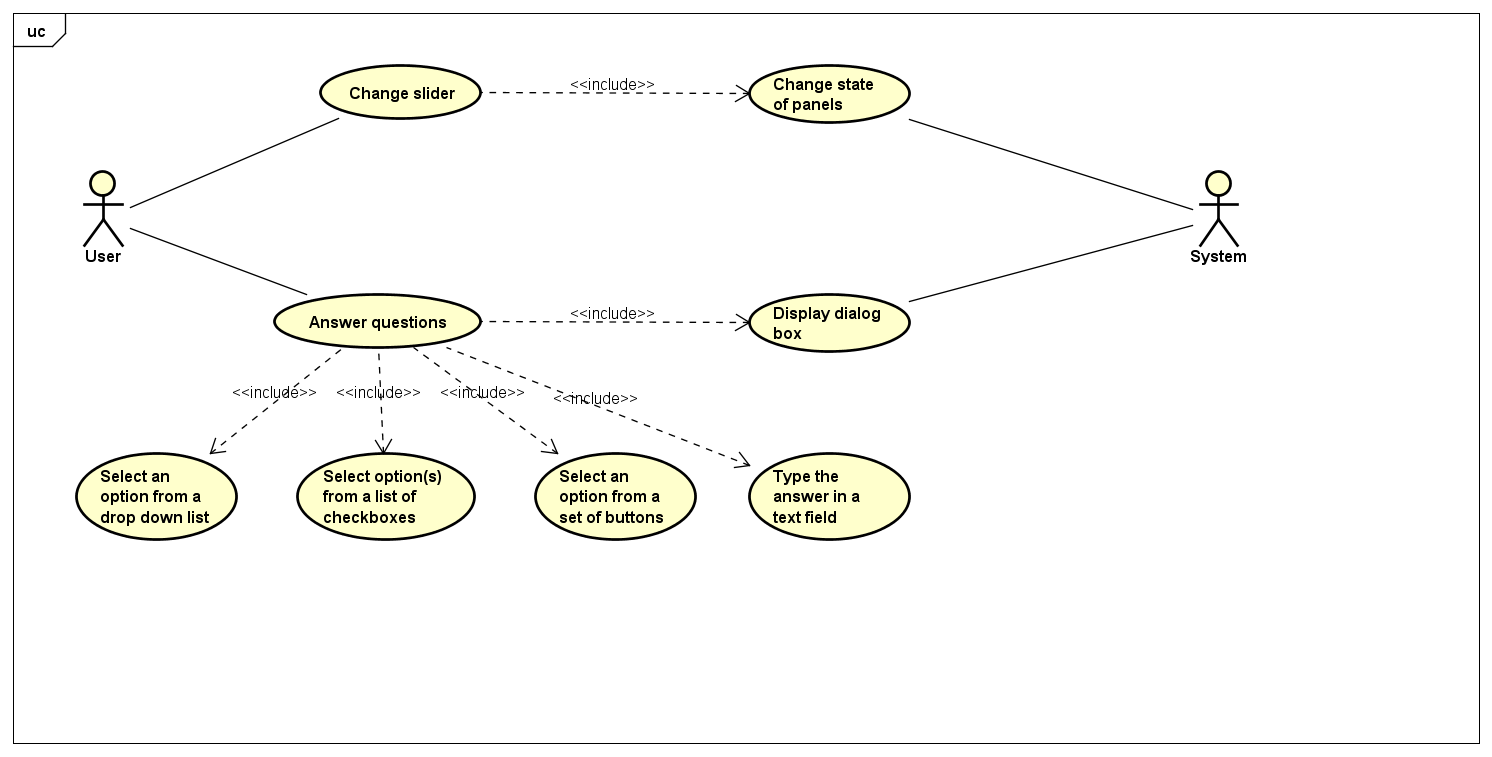 uc
Change slider
<<include>>
Change state
of panels
User
System
Answer questions
<<include>>
Display dialog
box
<<include>>
<<include>>
<<include>>
<<include>>
Select an
option from a
drop down list
Select option(s)
from a list of
checkboxes
Select an
option from a
set of buttons
Type the
answer in a
text field